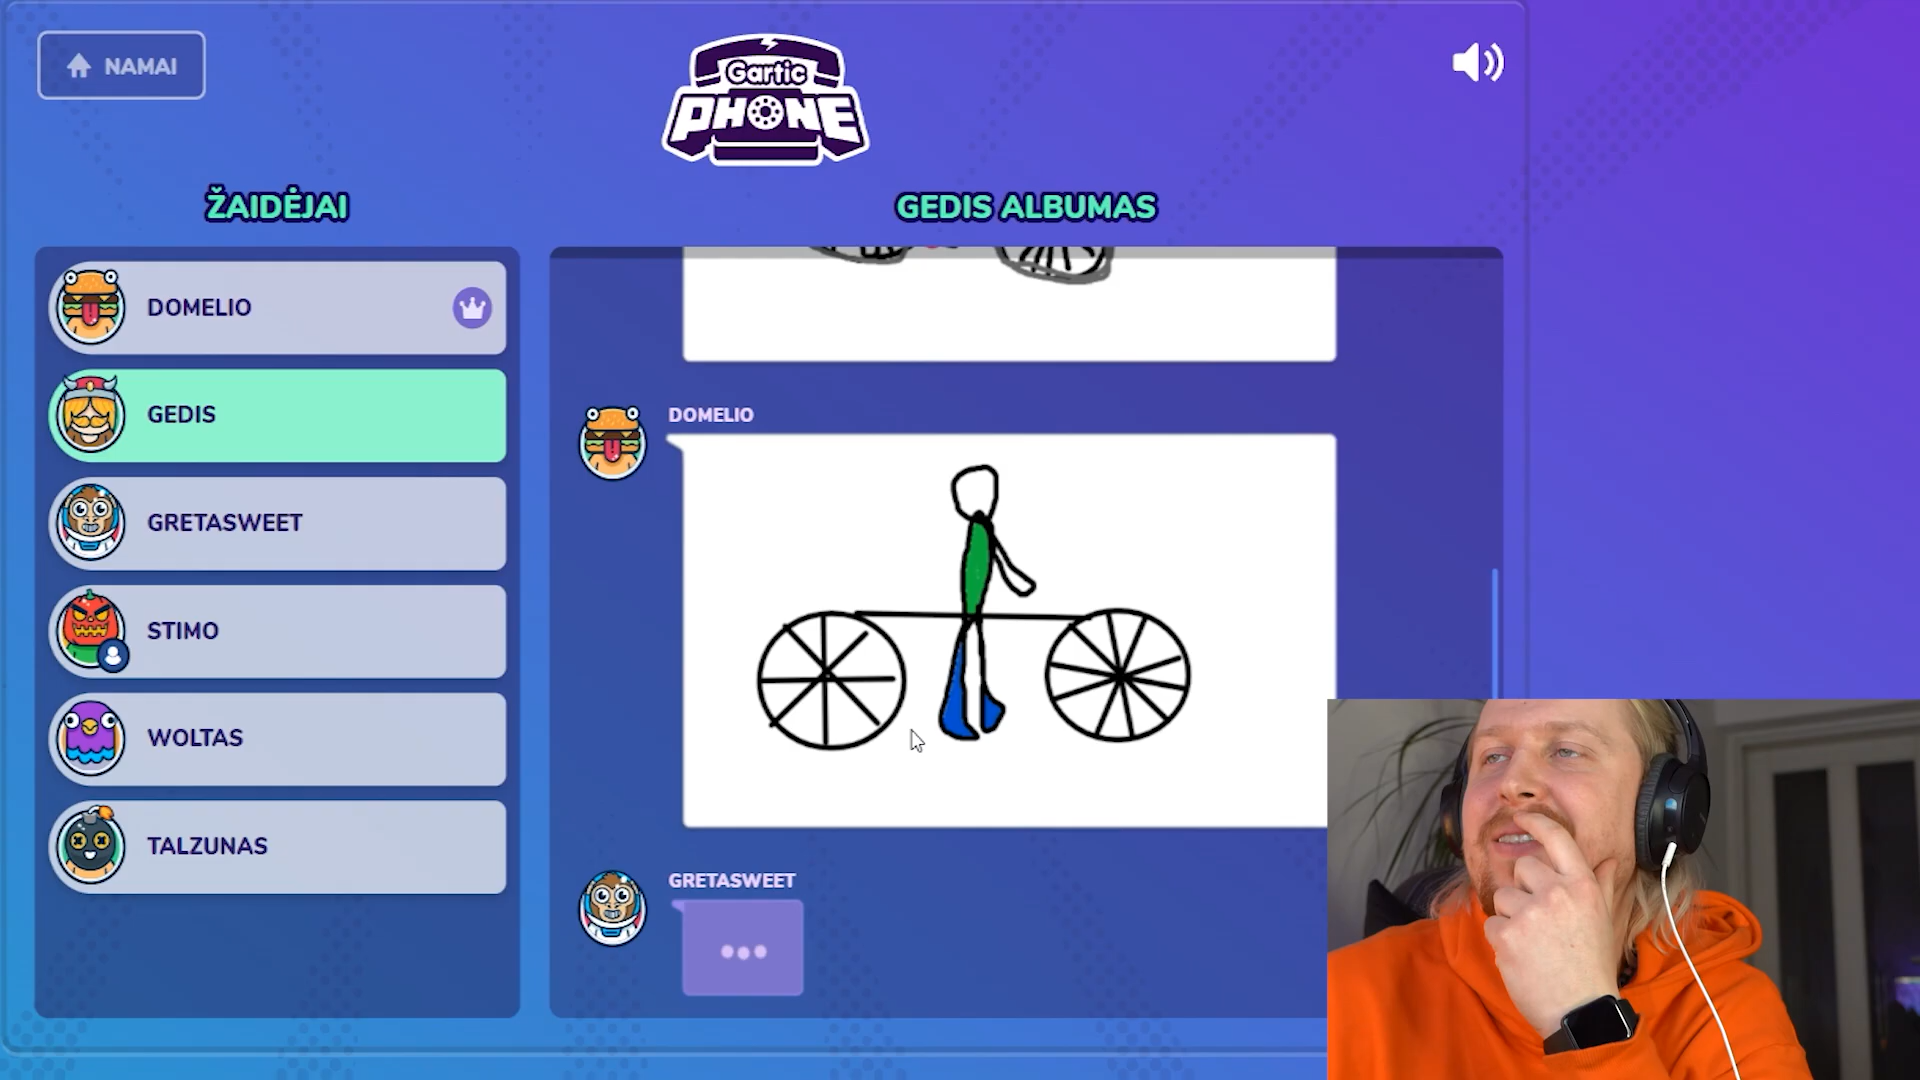 NAMAI
Gartic
PHONE
ŽAIDĖJAI
GEDIS ALBUMAS
DOMELIO
GEDIS
GRETASWEET
STIMO
WOLTAS
TALZUNAS
DOMELIO
GRETASWEET